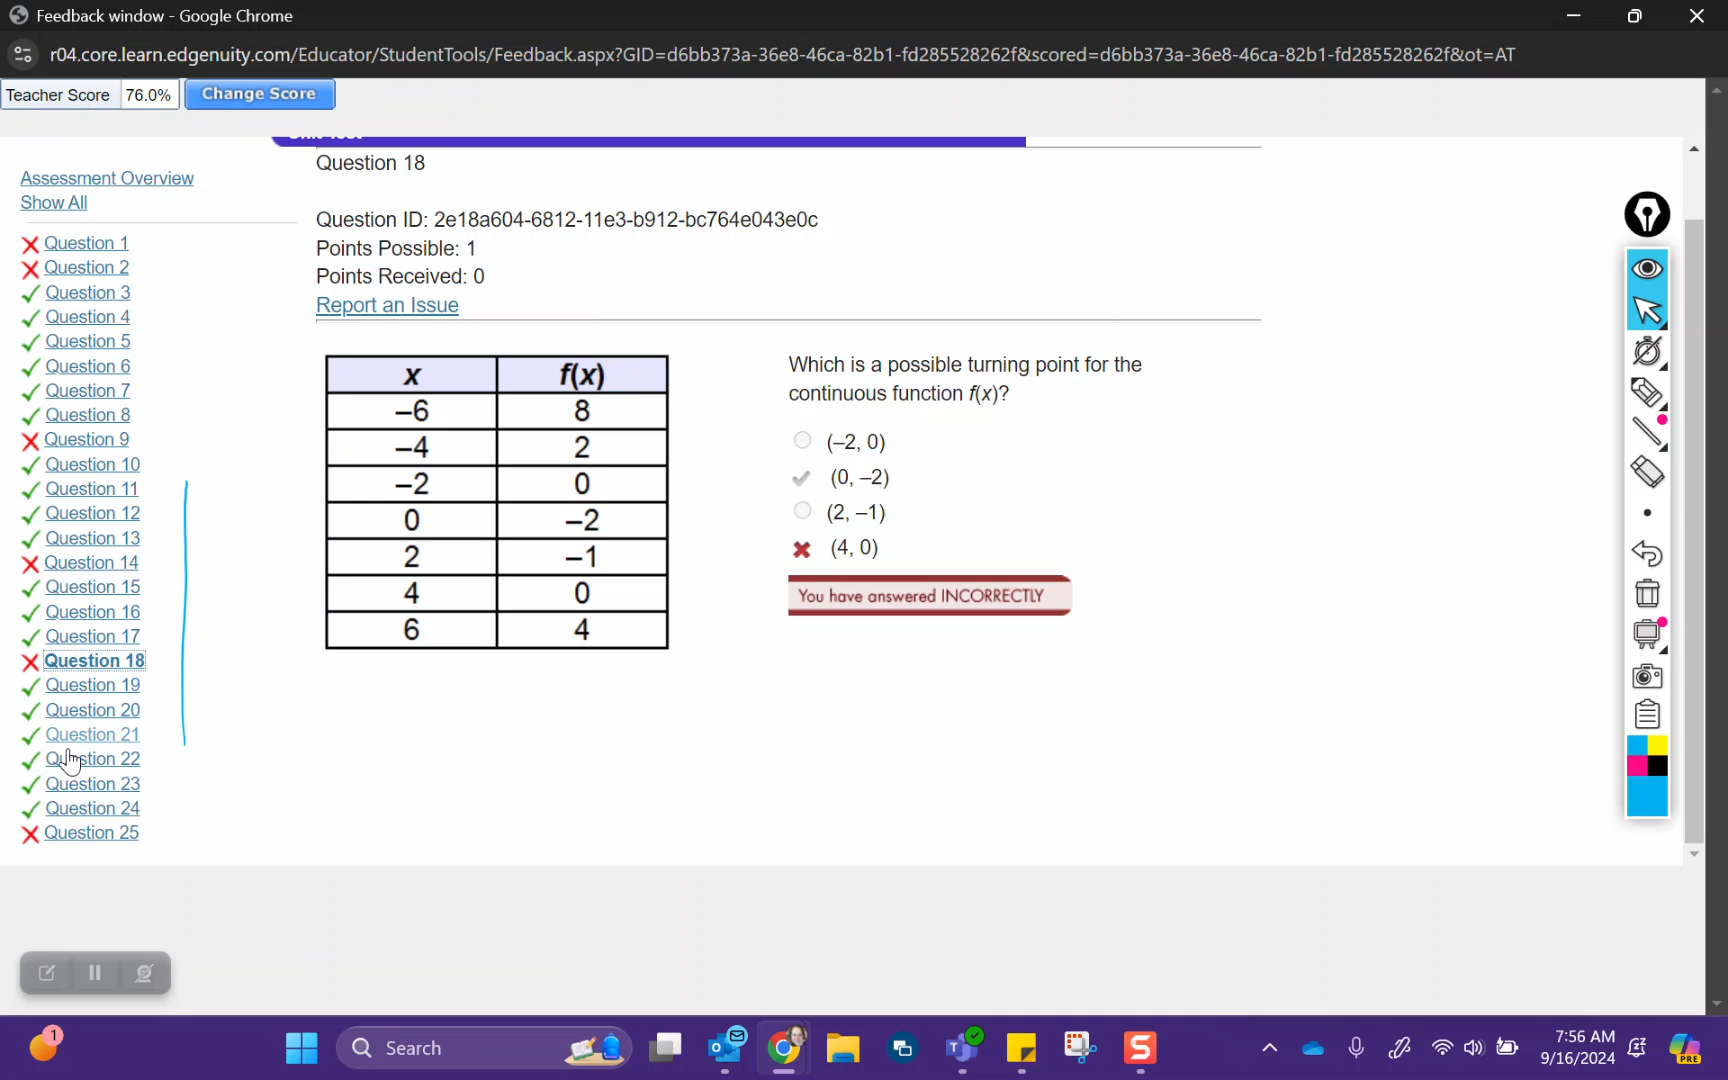 Feedback window - Google Chrome
r04.core.learn.edgenuity.com/Educator/StudentTools/Feedback.aspx?GID=d6bb373a-36e8-46ca-82b1-fd285528262f&scored=d6bb373a-36e8-46ca-82b1-fd285528262f&ot=AT
Teacher Score 76.0% Change Score
Question 18
Assessment Overview
Show All
Question ID: 2e18a604-6812-11e3-b912-bc764e043e0c
Points Possible: 1
Points Received: 0
Report an Issue
Question 1
Question 2
Question 3
Question 4
Question 5
Question 6
Question 7
Question 8
Question 9
Question 10
Question 11
Question 12
Question 13
Question 14
Question 15
Question 16
Question 17
Question 18
Question 19
Question 20
Question 21
Question 22
Question 23
Question 24
Question 25
x f(x)
–6 8
–4 2
–2 0
0 –2
2 –1
4 0
6 4
Which is a possible turning point for the
continuous function f(x)?
(–2, 0)
(0, –2)
(2, –1)
(4, 0)
You have answered INCORRECTLY
1
Search
7:56 AM
9/16/2024
PRE